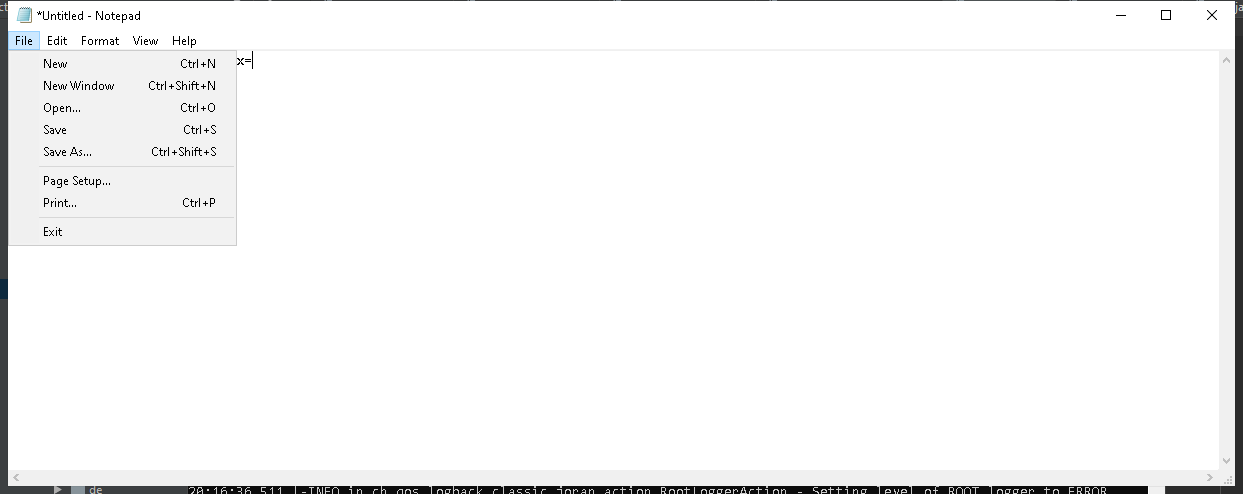 *Untitled - Notepad
File Edit Format View Help
x=
New Ctrl+N
New Window Ctrl+Shift+N
Open... Ctrl+O
Save Ctrl+S
Save As... Ctrl+Shift+S
Page Setup...
Print... Ctrl+P
Exit
de 20:16:36,511 |-INFO in ch.qos.logback.classic.joran.action.RootLoggerAction - Setting level of ROOT logger to ERROR